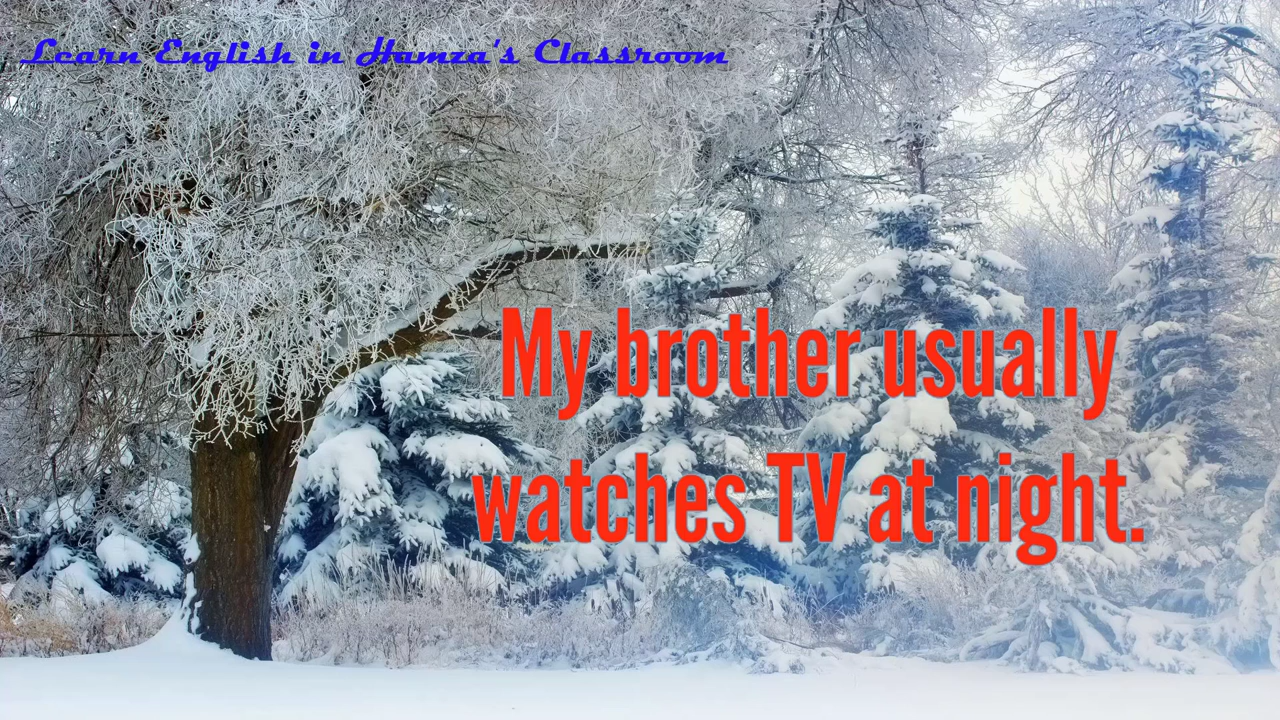 Learn English in Hamza's Classroom
My brother usually
watches TV at night.